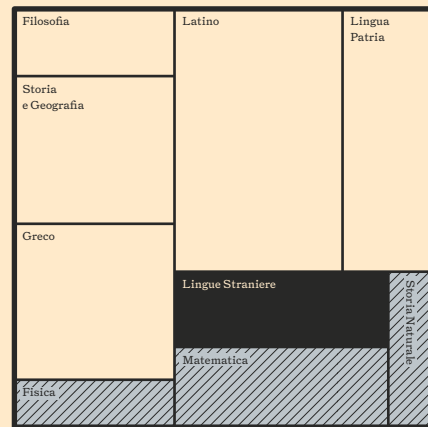 Filosofia
Latino
Lingua
Patria
Storia
e Geografia
Greco
Lingue Straniere
Storia Naturale
Matematica
Fisica